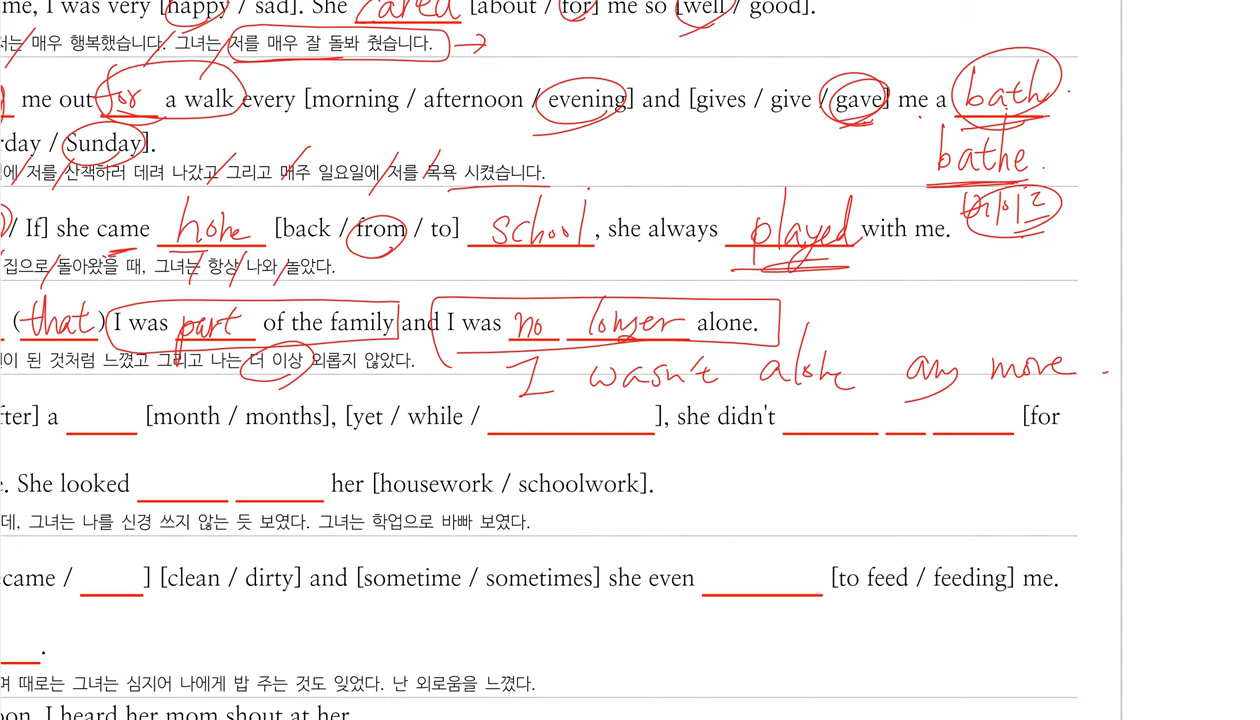 me, I was very [happy / sad]. She cared [about / for] me so [well / good].
저는 매우 행복했습니다. 그녀는 저를 매우 잘 돌봐 줬습니다.
me out for a walk every [morning / afternoon / evening] and [gives / give / gave] me a bath.
rday / Sunday].
bathe.
에 저를 산책하러 데려 나갔고 그리고 매주 일요일에 저를 목욕 시켰습니다.
/ If] she came home [back / from / to] school, she always played with me.
집으로 돌아왔을 때, 그녀는 항상 나와 놀았다.
(that) I was part of the family and I was no longer alone.
이 된 것처럼 느꼈고 그리고 나는 더 이상 외롭지 않았다.
I wasn't alone any more.
fter] a [month / months], [yet / while / ], she didn't [for
e. She looked her [housework / schoolwork].
데, 그녀는 나를 신경 쓰지 않는 듯 보였다. 그녀는 학업으로 바빠 보였다.
came / ] [clean / dirty] and [sometime / sometimes] she even [to feed / feeding] me.
.
며 때로는 그녀는 심지어 나에게 밥 주는 것도 잊었다. 난 외로움을 느꼈다.
oon, I heard her mom shout at her